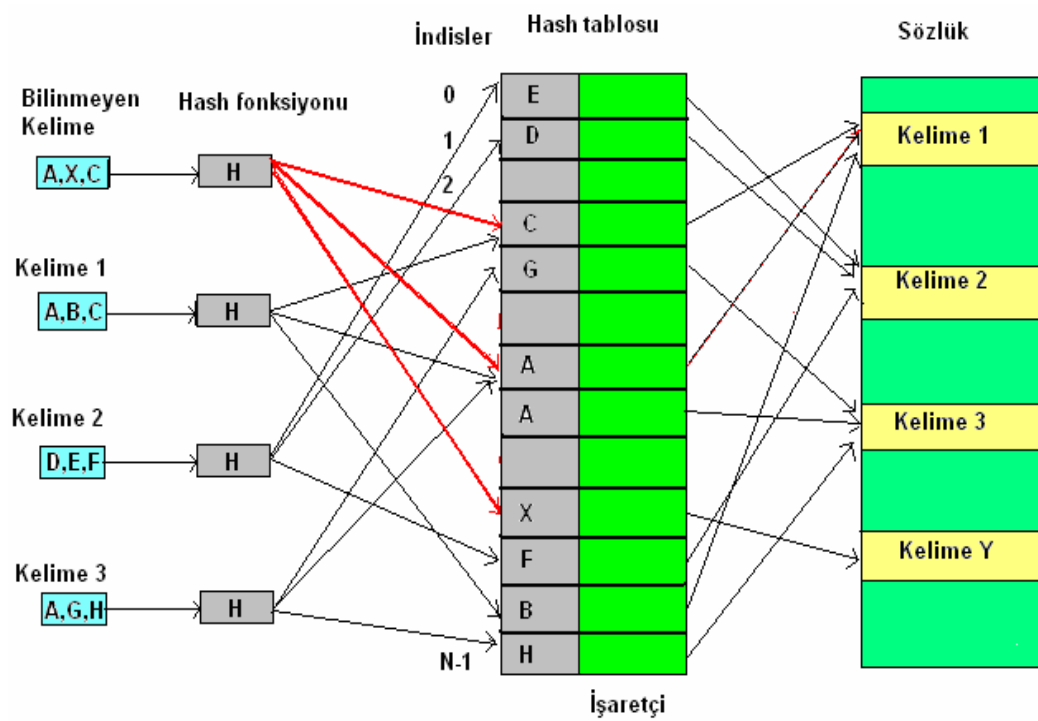 İndisler
Hash tablosu
Sözlük
Bilinmeyen
Kelime
Hash fonksiyonu
A,X,C
H
Kelime 1
A,B,C
H
Kelime 2
D,E,F
H
Kelime 3
A,G,H
H
0
1
2
N-1
E
D
C
G
A
A
X
F
B
H
İşaretçi
Kelime 1
Kelime 2
Kelime 3
Kelime Y